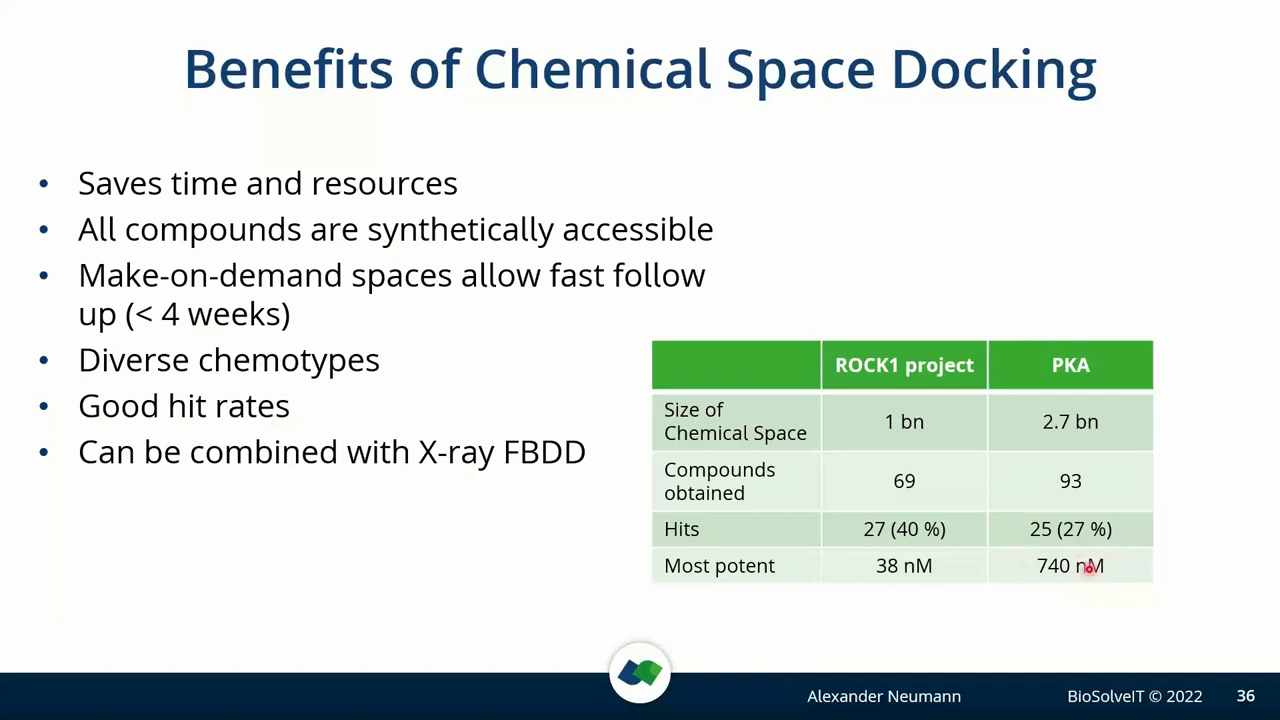 Benefits of Chemical Space Docking
• Saves time and resources
• All compounds are synthetically accessible
• Make-on-demand spaces allow fast follow
up (< 4 weeks)
• Diverse chemotypes
• Good hit rates
• Can be combined with X-ray FBDD
ROCK1 project PKA
Size of
Chemical Space 1 bn 2.7 bn
Compounds
obtained 69 93
Hits 27 (40 %) 25 (27 %)
Most potent 38 nM 740 nM
Alexander Neumann BioSolveIT © 2022 36